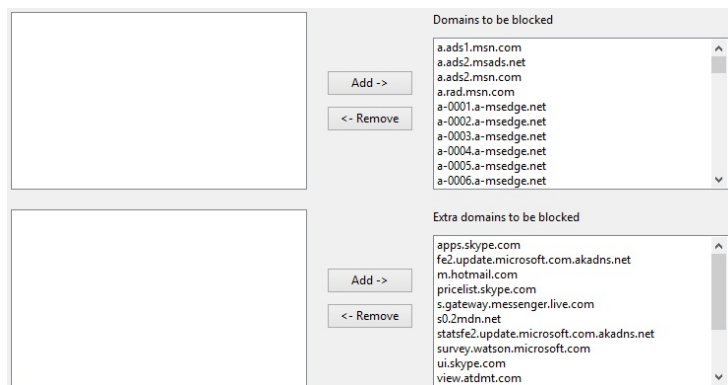 Domains to be blocked
a.ads1.msn.com
a.ads2.msads.net
a.ads2.msn.com
a.rad.msn.com
a-0001.a-msedge.net
a-0002.a-msedge.net
a-0003.a-msedge.net
a-0004.a-msedge.net
a-0005.a-msedge.net
a-0006.a-msedge.net
Add ->
<- Remove
Extra domains to be blocked
apps.skype.com
fe2.update.microsoft.com.akadns.net
m.hotmail.com
pricelist.skype.com
s.gateway.messenger.live.com
s0.2mdn.net
statsfe2.update.microsoft.com.akadns.net
survey.watson.microsoft.com
ui.skype.com
view.atdmt.com
Add ->
<- Remove